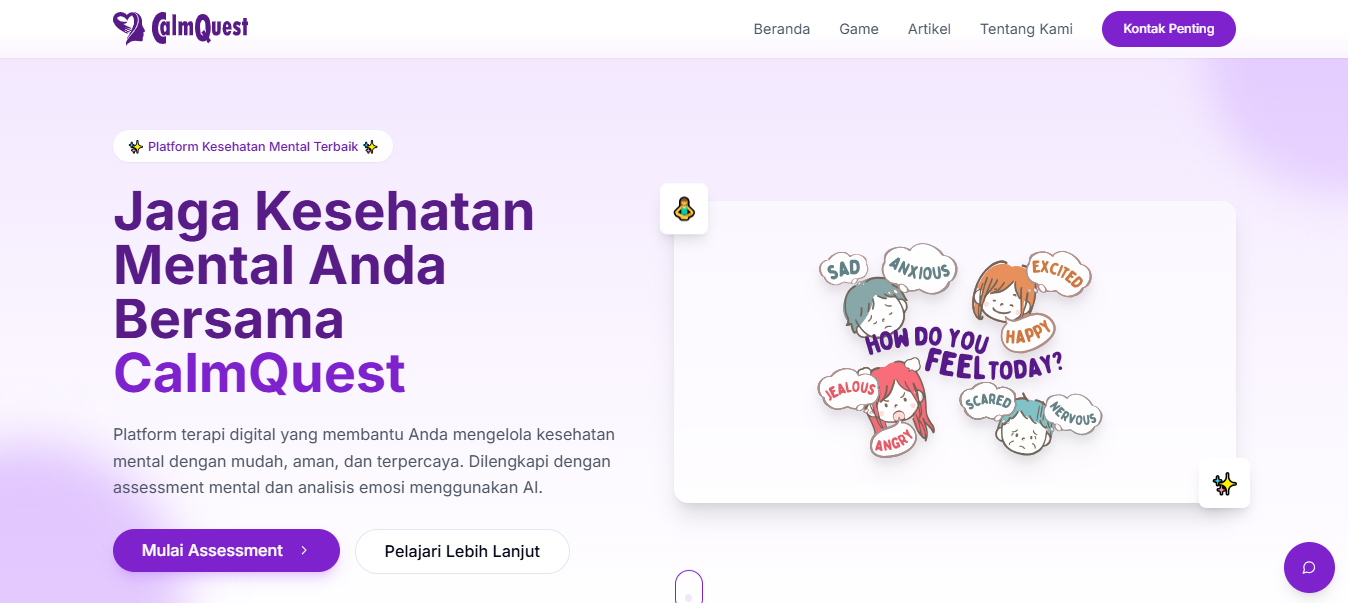 CalmQuest
Beranda
Game
Artikel
Tentang Kami
Kontak Penting
Platform Kesehatan Mental Terbaik
Jaga Kesehatan
Mental Anda
Bersama
CalmQuest
Platform terapi digital yang membantu Anda mengelola kesehatan
mental dengan mudah, aman, dan terpercaya. Dilengkapi dengan
assessment mental dan analisis emosi menggunakan AI.
Mulai Assessment
Pelajari Lebih Lanjut
SAD
ANXIOUS
EXCITED
HAPPY
HOW DO YOU
FEEL TODAY?
JEALOUS
ANGRY
SCARED
NERVOUS